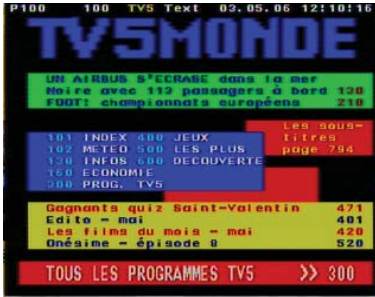 P100 100 TV5 Text 03.05.06 12:10:16
TV5MONDE
UN AIRBUS S'ECRASE dans la mer
Noire avec 113 passagers à bord 130
FOOT: championnats européens 210
Les sous-
titres
page 794
101 INDEX 400 JEUX
102 METEO 500 LES PLUS
130 INFOS 600 DECOUVERTE
160 ECONOMIE
300 PROG. TV5
Gagnants quiz Saint-Valentin 471
Edito - mai 401
Les films du mois - mai 420
Onésime - épisode 8 520
TOUS LES PROGRAMMES TV5 >> 300